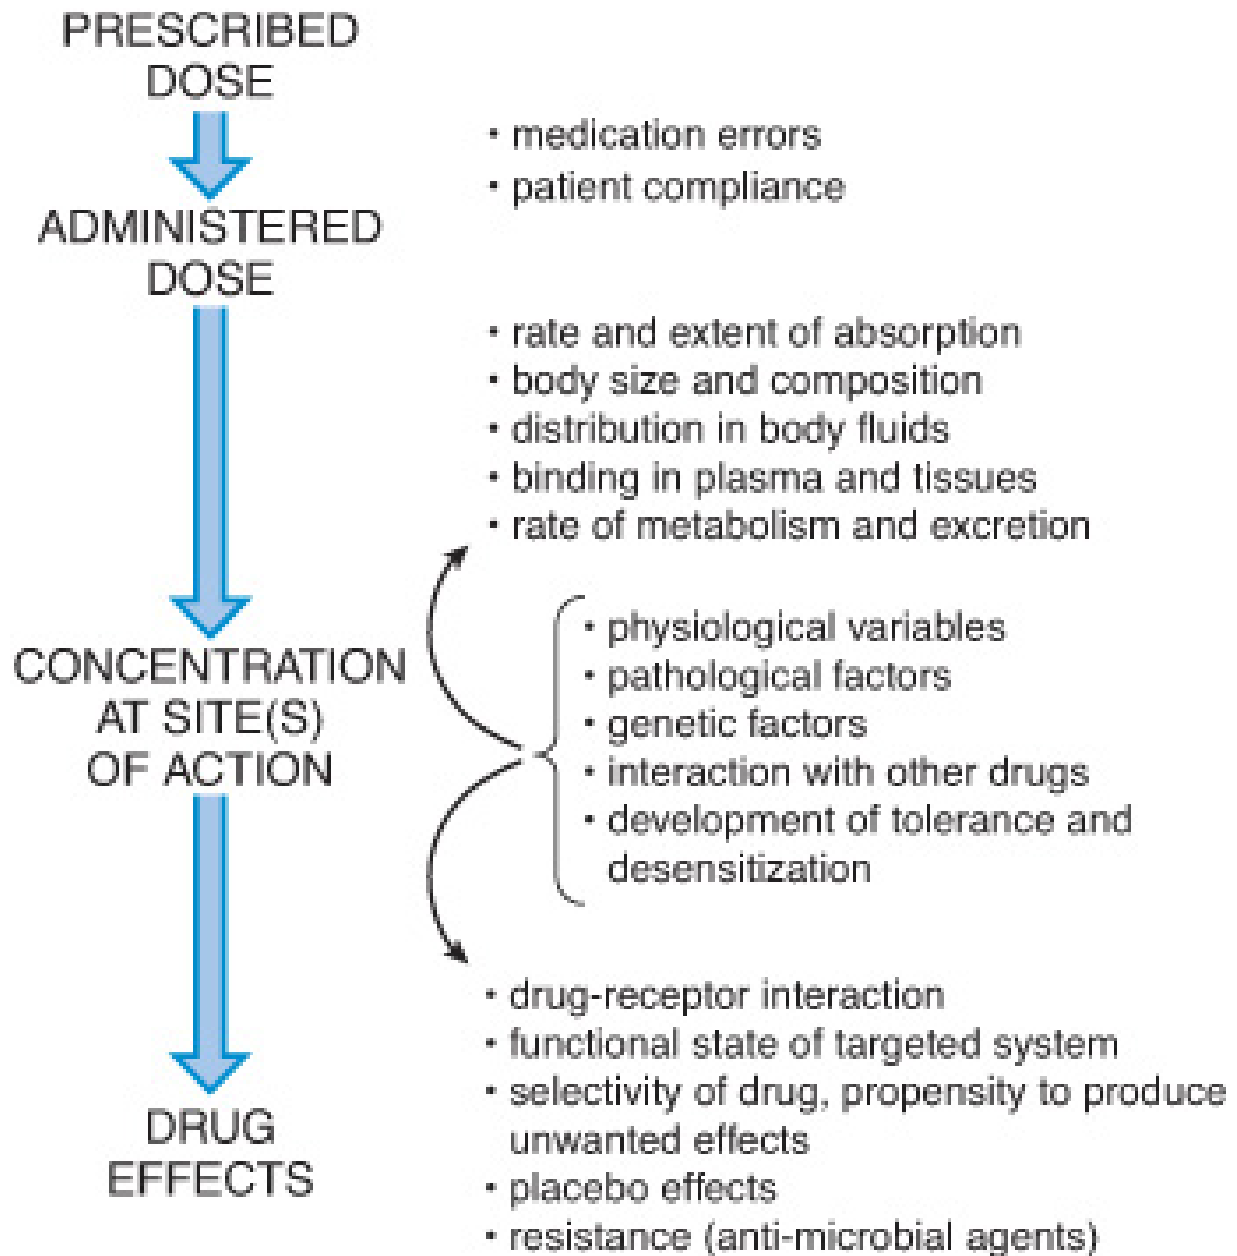 PRESCRIBED
DOSE
• medication errors
• patient compliance
ADMINISTERED
DOSE
• rate and extent of absorption
• body size and composition
• distribution in body fluids
• binding in plasma and tissues
• rate of metabolism and excretion
CONCENTRATION
AT SITE(S)
OF ACTION
• physiological variables
• pathological factors
• genetic factors
• interaction with other drugs
• development of tolerance and
desensitization
• drug-receptor interaction
• functional state of targeted system
• selectivity of drug, propensity to produce
unwanted effects
• placebo effects
• resistance (anti-microbial agents)
DRUG
EFFECTS